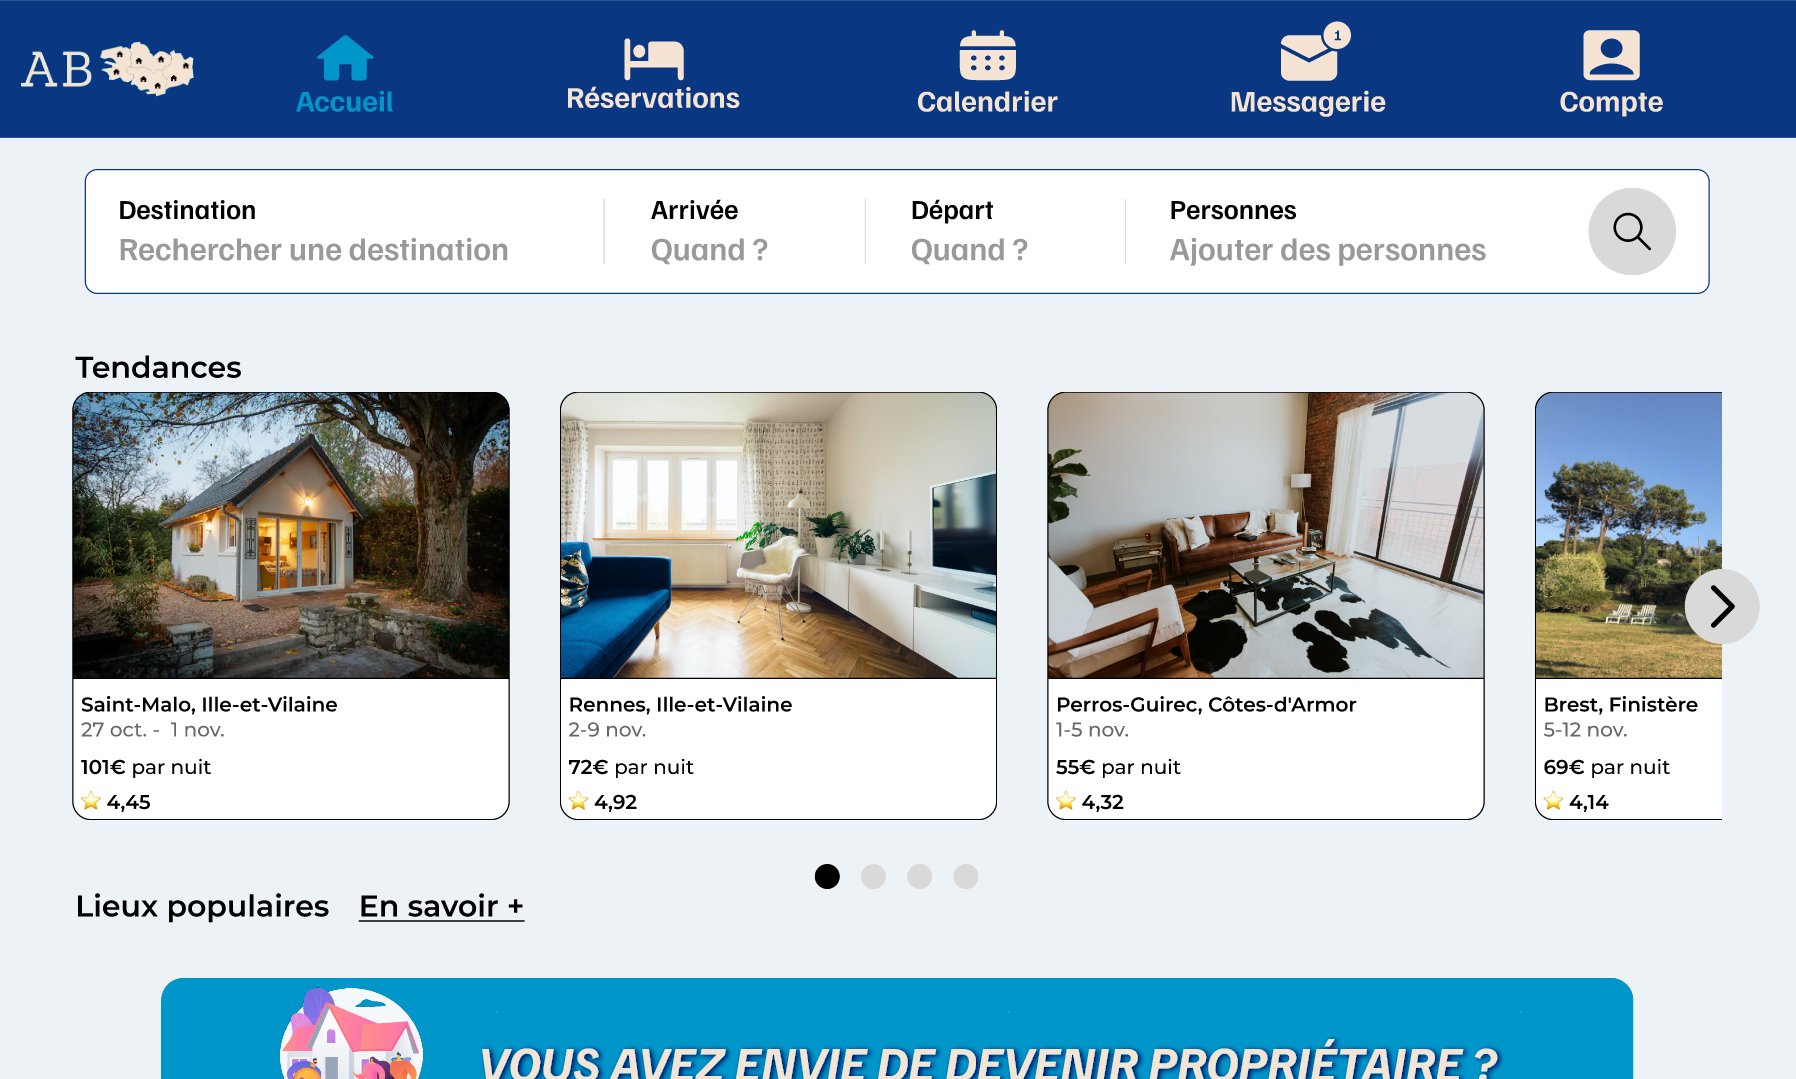 AB
Accueil
Réservations
Calendrier
1
Messagerie
Compte
Destination
Rechercher une destination
Arrivée
Quand ?
Départ
Quand ?
Personnes
Ajouter des personnes
Tendances
Saint-Malo, Ille-et-Vilaine
27 oct. - 1 nov.
101€ par nuit
4,45
Rennes, Ille-et-Vilaine
2-9 nov.
72€ par nuit
4,92
Perros-Guirec, Côtes-d'Armor
1-5 nov.
55€ par nuit
4,32
Brest, Finistère
5-12 nov.
69€ par nuit
4,14
Lieux populaires En savoir +
VOUS AVEZ ENVIE DE DEVENIR PROPRIÉTAIRE ?